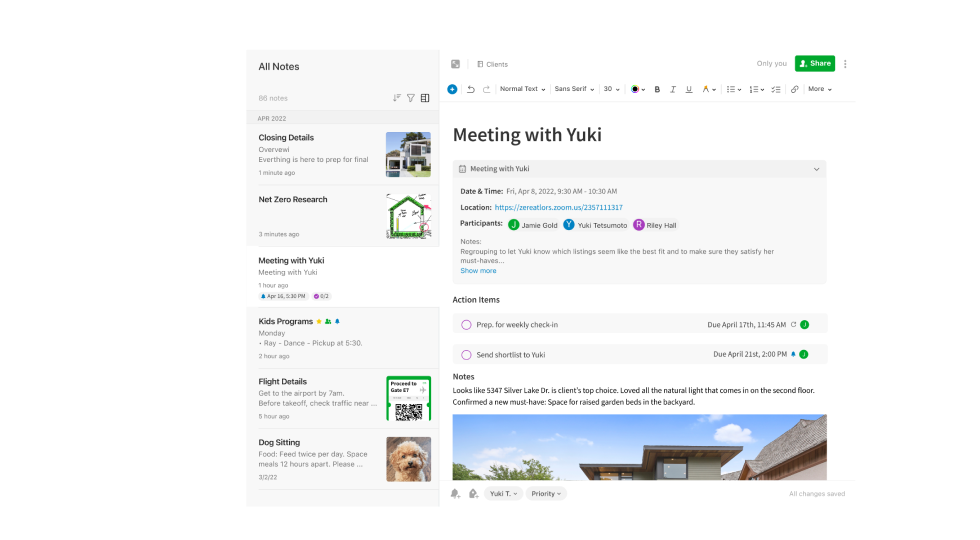 All Notes
86 notes
APR 2022
Closing Details
Overvewi
Everthing is here to prep for final
1 minute ago
Net Zero Research
3 minutes ago
Meeting with Yuki
Meeting with Yuki
1 hour ago
Apr 16, 5:30 PM 0/2
Kids Programs
Monday
• Ray - Dance - Pickup at 5:30.
2 hour ago
Flight Details
Get to the airport by 7am.
Before takeoff, check traffic near ...
5 hour ago
Proceed to
Gate E7
Dog Sitting
Food: Feed twice per day. Space
meals 12 hours apart. Please ...
3/2/22
Clients
Only you Share
Normal Text Sans Serif 30 B I U A More
Meeting with Yuki
Meeting with Yuki
Date & Time: Fri, Apr 8, 2022, 9:30 AM - 10:30 AM
Location: https://zereatlors.zoom.us/2357111317
Participants: J Jamie Gold Y Yuki Tetsumoto R Riley Hall
Notes:
Regrouping to let Yuki know which listings seem like the best fit and to make sure they satisfy her
must-haves...
Show more
Action Items
Prep. for weekly check-in Due April 17th, 11:45 AM J
Send shortlist to Yuki Due April 21st, 2:00 PM J
Notes
Looks like 5347 Silver Lake Dr. is client's top choice. Loved all the natural light that comes in on the second floor.
Confirmed a new must-have: Space for raised garden beds in the backyard.
Yuki T. Priority All changes saved